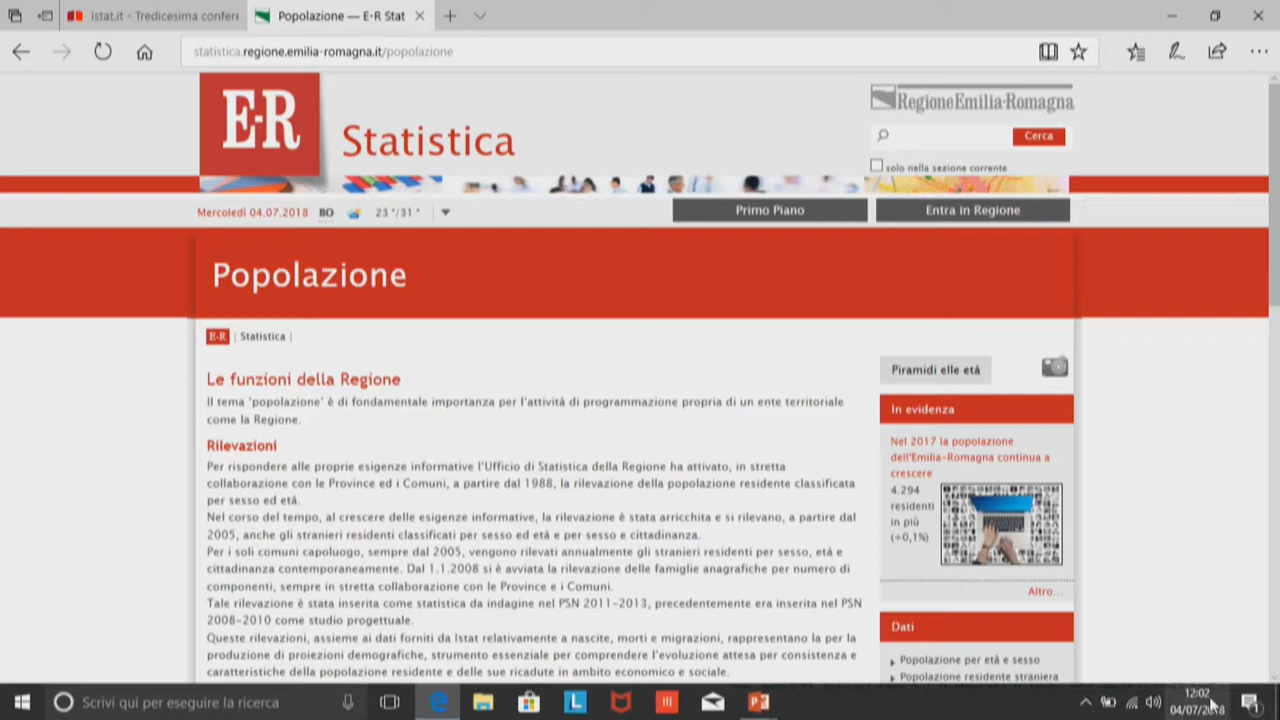 Istat.it - Tredicesima confere
Popolazione — E-R Stat
statistica.regione.emilia-romagna.it/popolazione
E-R
Statistica
RegioneEmilia-Romagna
Cerca
solo nella sezione corrente
Mercoledì 04.07.2018 BO 23°/31°
Primo Piano
Entra in Regione
Popolazione
E-R | Statistica |
Le funzioni della Regione
Il tema 'popolazione' è di fondamentale importanza per l'attività di programmazione propria di un ente territoriale
come la Regione.
Rilevazioni
Per rispondere alle proprie esigenze informative l'Ufficio di Statistica della Regione ha attivato, in stretta
collaborazione con le Province ed i Comuni, a partire dal 1988, la rilevazione della popolazione residente classificata
per sesso ed età.
Nel corso del tempo, al crescere delle esigenze informative, la rilevazione è stata arricchita e si rilevano, a partire dal
2005, anche gli stranieri residenti classificati per sesso ed età e per sesso e cittadinanza.
Per i soli comuni capoluogo, sempre dal 2005, vengono rilevati annualmente gli stranieri residenti per sesso, età e
cittadinanza contemporaneamente. Dal 1.1.2008 si è avviata la rilevazione delle famiglie anagrafiche per numero di
componenti, sempre in stretta collaborazione con le Province e i Comuni.
Tale rilevazione è stata inserita come statistica da indagine nel PSN 2011-2013, precedentemente era inserita nel PSN
2008-2010 come studio progettuale.
Queste rilevazioni, assieme ai dati forniti da Istat relativamente a nascite, morti e migrazioni, rappresentano la per la
produzione di proiezioni demografiche, strumento essenziale per comprendere l'evoluzione attesa per consistenza e
caratteristiche della popolazione residente e delle sue ricadute in ambito economico e sociale.
Piramidi elle età
In evidenza
Nel 2017 la popolazione
dell'Emilia-Romagna continua a
crescere
4.294
residenti
in più
(+0,1%)
Altro...
Dati
Popolazione per età e sesso
Popolazione residente straniera
Scrivi qui per eseguire la ricerca
12:02
04/07/2018